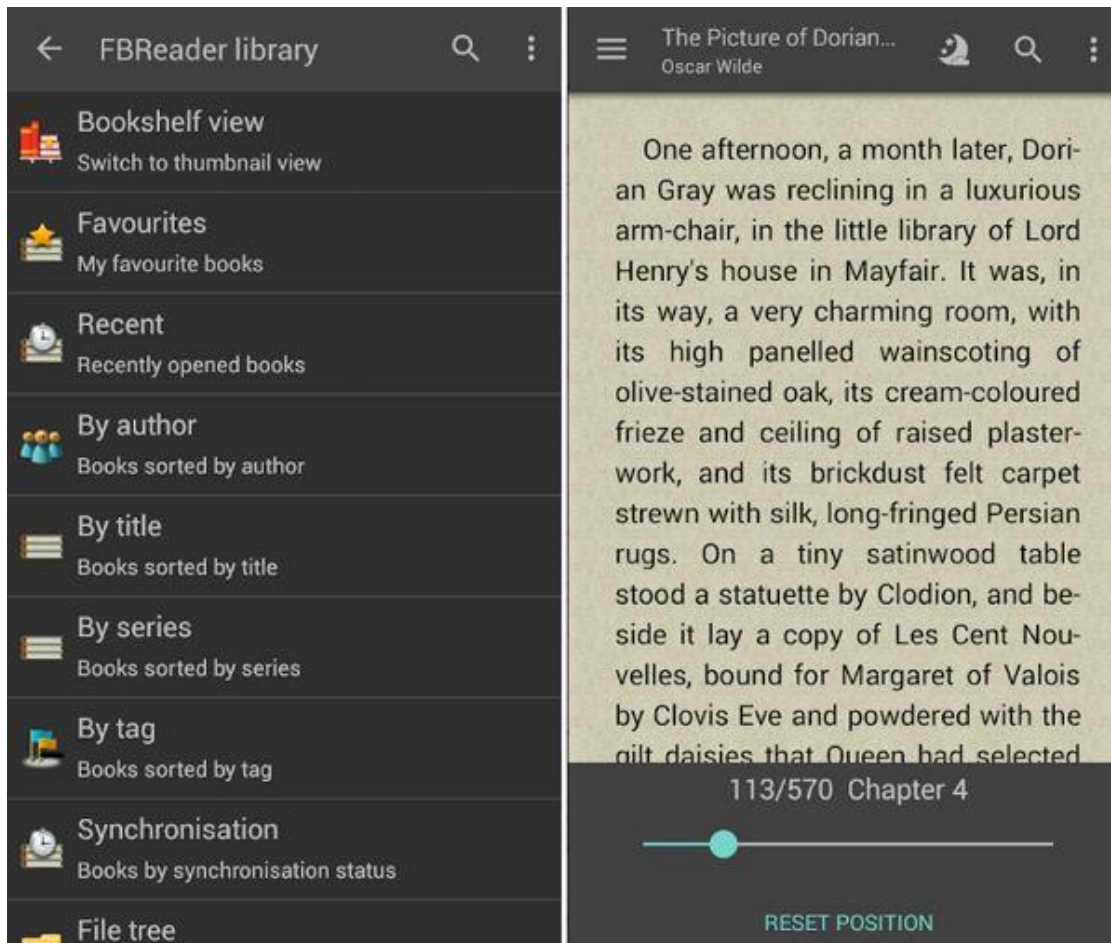 FBReader library
Bookshelf view
Switch to thumbnail view
Favourites
My favourite books
Recent
Recently opened books
By author
Books sorted by author
By title
Books sorted by title
By series
Books sorted by series
By tag
Books sorted by tag
Synchronisation
Books by synchronisation status
File tree
The Picture of Dorian...
Oscar Wilde
One afternoon, a month later, Dori-
an Gray was reclining in a luxurious
arm-chair, in the little library of Lord
Henry's house in Mayfair. It was, in
its way, a very charming room, with
its high panelled wainscoting of
olive-stained oak, its cream-coloured
frieze and ceiling of raised plaster-
work, and its brickdust felt carpet
strewn with silk, long-fringed Persian
rugs. On a tiny satinwood table
stood a statuette by Clodion, and be-
side it lay a copy of Les Cent Nou-
velles, bound for Margaret of Valois
by Clovis Eve and powdered with the
gilt daisies that Queen had selected
113/570 Chapter 4
RESET POSITION